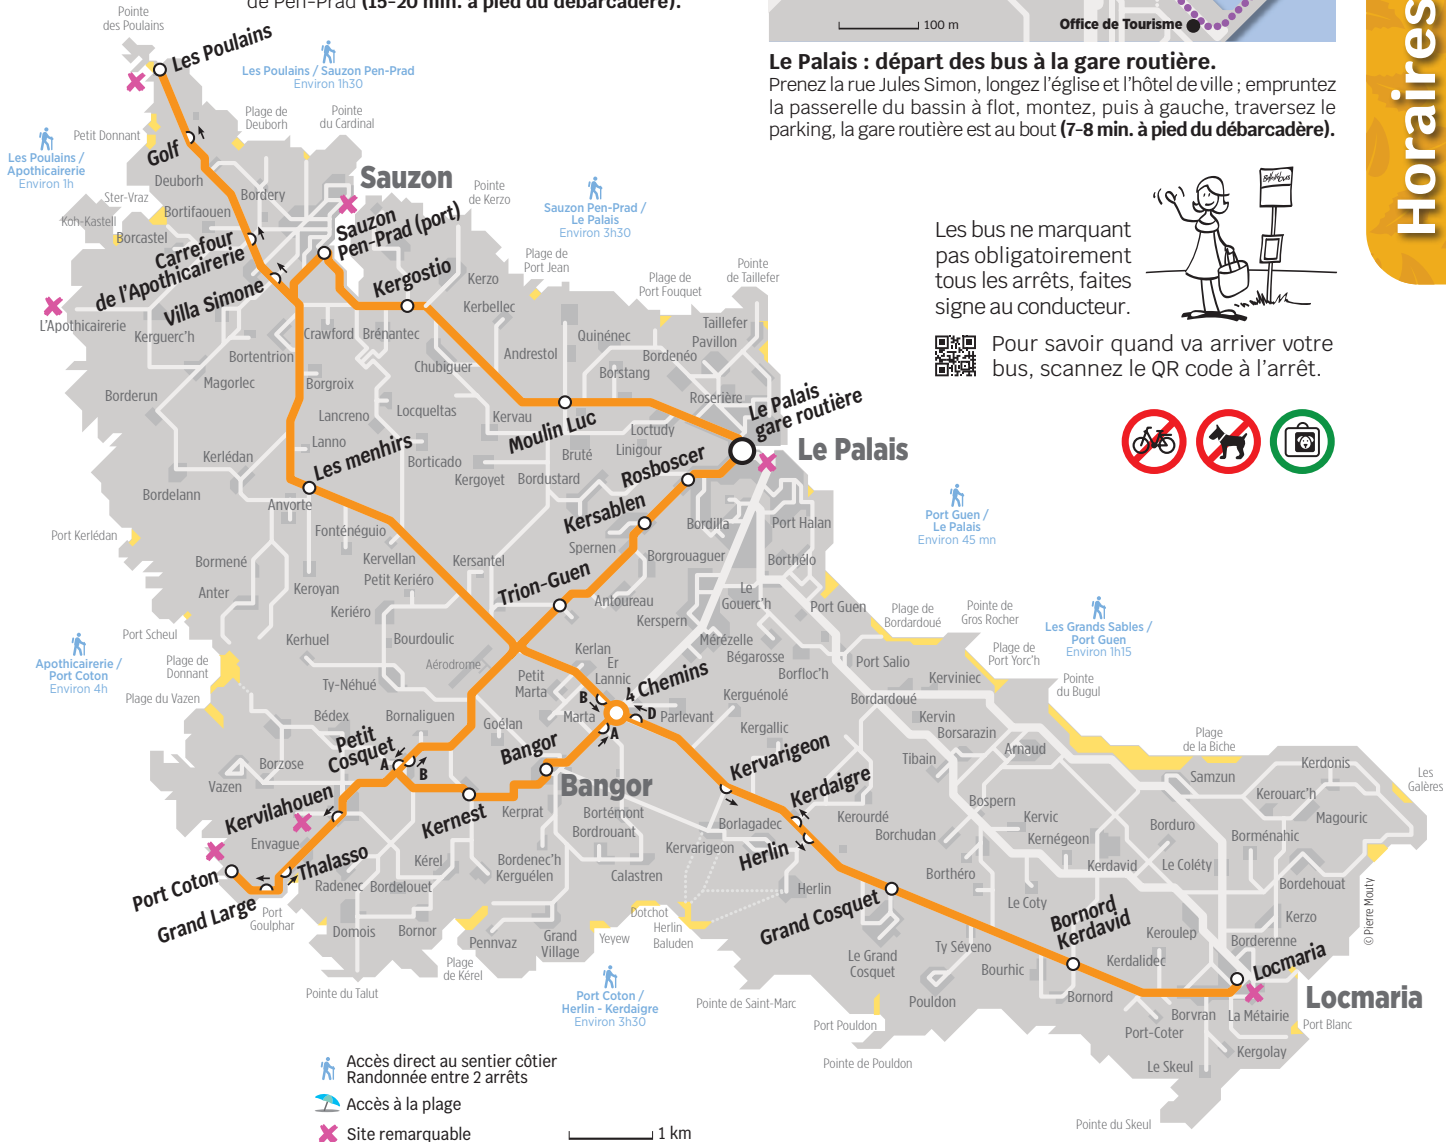 de Pen-Prad (15-20 min. à pied du débarcadère).
100 m
Office de Tourisme
Horaires
Le Palais : départ des bus à la gare routière.
Prenez la rue Jules Simon, longez l'église et l'hôtel de ville ; empruntez
la passerelle du bassin à flot, montez, puis à gauche, traversez le
parking, la gare routière est au bout (7-8 min. à pied du débarcadère).
Les bus ne marquant
pas obligatoirement
tous les arrêts, faites
signe au conducteur.
Pour savoir quand va arriver votre
bus, scannez le QR code à l'arrêt.
Pointe
des Poulains
Les Poulains
Les Poulains / Sauzon Pen-Prad
Environ 1h30
Petit Donnant
Plage de
Deuborh
Pointe
du Cardinal
Golf
Les Poulains /
Apothicairerie
Environ 1h
Deuborh
Bordery
Sauzon
Ster-Vraz
Koh-Kastell
Bortifaouen
Borcastel
Sauzon
Pen-Prad (port)
Pointe
de Kerzo
Sauzon Pen-Prad /
Le Palais
Environ 3h30
Carrefour
de l'Apothicairerie
Villa Simone
Kergostio
Kerzo
Plage de
Port Jean
Plage de
Port Fouquet
Pointe
de Taillefer
L'Apothicairerie
Kerguerc'h
Crawford
Brénantec
Kerbellec
Quinénec
Taillefer
Pavillon
Andrestol
Bordenéo
Bortentrion
Chubiguer
Borstang
Magorlec
Borgroix
Borderun
Roserière
Lancreno
Locqueltas
Kervau
Moulin Luc
Loctudy
Le Palais
gare routière
Le Palais
Lanno
Les menhirs
Kerlédan
Borticado
Kergoyet
Bruté
Linigour
Bordustard
Rosboscer
Bordelann
Anvorte
Kersablen
Bordilla
Port Halan
Port Guen /
Le Palais
Environ 45 mn
Port Kerlédan
Fonténéguio
Spernen
Borgrouaguer
Borthélo
Bormené
Kervellan
Petit Keriéro
Kersantel
Trion-Guen
Anter
Keroyan
Keriéro
Antoureau
Le
Gouerc'h
Kerspern
Port Guen
Plage de
Bordardoué
Pointe de
Gros Rocher
Les Grands Sables /
Port Guen
Environ 1h15
Port Scheul
Kerhuel
Bourdoulic
Aérodrome
Kerlan
Er
Lannic
Mérézelle
Bégarosse
Borfloc'h
Port Salio
Plage de
Port Yorc'h
Apothicairerie /
Port Coton
Environ 4h
Plage de
Donnant
Ty-Néhué
Petit
Marta
Kerviniec
Pointe
du Bugul
Plage du Vazen
4 Chemins
B
D
A
Marta
Parlevant
Kerguénolé
Bordardoué
Bédex
Bornaliguen
Goélan
Kergallic
Kervin
Borsarazin
Plage
de la Biche
Petit
Cosquet
A
B
Bangor
Bangor
Kervarigeon
Tibain
Arnaud
Borzose
Vazen
Samzun
Kerdonis
Les
Galères
Kervilahouen
Kernest
Kerprat
Bortémont
Bordrouant
Kerdaigre
Borlagadec
Kerourdé
Borchudan
Bospern
Kervic
Kernégeon
Kerouarc'h
Magouric
Borduro
Borménahic
Envague
Kervarigeon
Herlin
Port Coton
Thalasso
Kérel
Bordenec'h
Kerguélen
Calastren
Herlin
Borthéro
Kerdavid
Le Coléty
Bordehouat
Radenec
Bordelouet
Grand Large
Port
Goulphar
Grand Cosquet
Le Coty
Bornord
Kerdavid
Kerzo
Domois
Bornor
Dotchot
Herlin
Baluden
Yeyew
Pennvaz
Grand
Village
Keroulep
Borderenne
Le Grand
Cosquet
Ty Séveno
Kerdalidec
Locmaria
Locmaria
Plage
de Kérel
Bourhic
Pointe du Talut
Port Coton /
Herlin - Kerdaigre
Environ 3h30
Pointe de Saint-Marc
Pouldon
Bornord
Borvran
La Métairie
Port Blanc
Port Pouldon
Port-Coter
Pointe de Pouldon
Kergolay
Le Skeul
Pointe du Skeul
© Pierre Mouty
Accès direct au sentier côtier
Randonnée entre 2 arrêts
Accès à la plage
Site remarquable
1 km